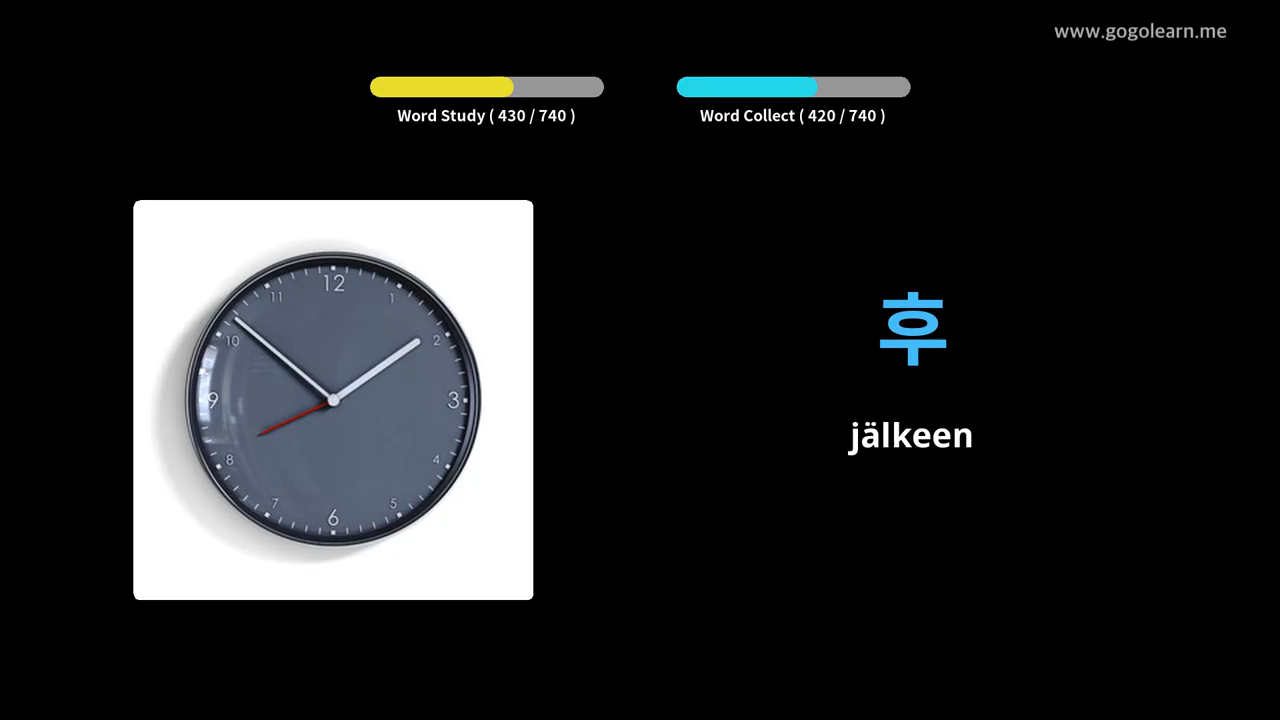 www.gogolearn.me
Word Study ( 430 / 740 )
Word Collect ( 420 / 740 )
12
11
1
10
2
9
3
8
4
7
5
6
후
jälkeen